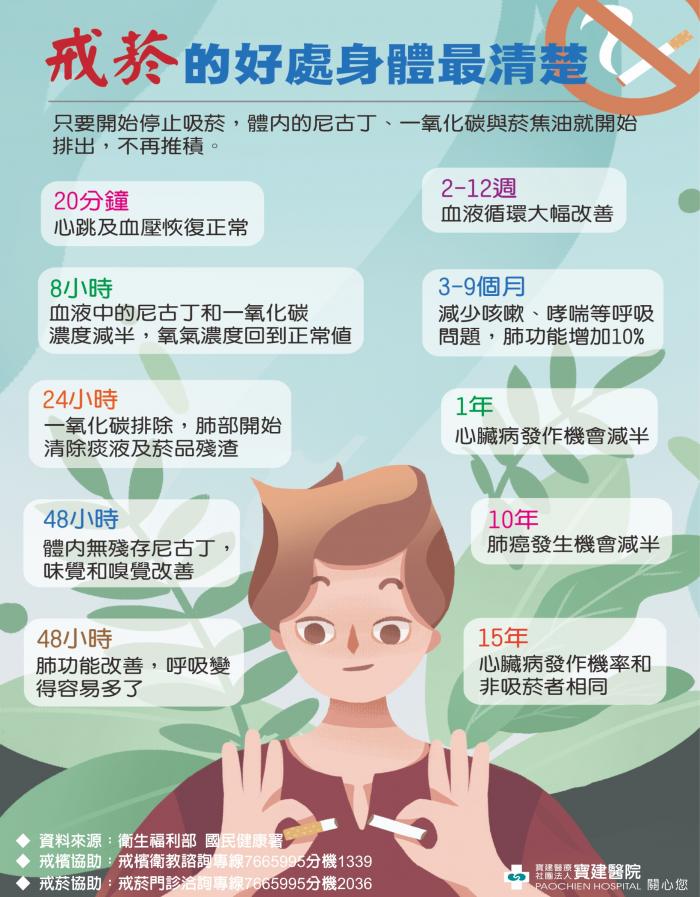 戒菸的好處身體最清楚
只要開始停止吸菸，體內的尼古丁、一氧化碳與菸焦油就開始
排出，不再推積。
20分鐘
心跳及血壓恢復正常
8小時
血液中的尼古丁和一氧化碳
濃度減半，氧氣濃度回到正常值
24小時
一氧化碳排除，肺部開始
清除痰液及菸品殘渣
48小時
體內無殘存尼古丁，
味覺和嗅覺改善
48小時
肺功能改善，呼吸變
得容易多了
2-12週
血液循環大幅改善
3-9個月
減少咳嗽、哮喘等呼吸
問題，肺功能增加10%
1年
心臟病發作機會減半
10年
肺癌發生機會減半
15年
心臟病發作機率和
非吸菸者相同
◆ 資料來源：衛生福利部 國民健康署
◆ 戒檳協助：戒檳衛教諮詢專線7665995分機1339
◆ 戒菸協助：戒菸門診洽詢專線7665995分機2036
寶建醫療
社團法人
寶建醫院
PAOCHIEN HOSPITAL 關心您